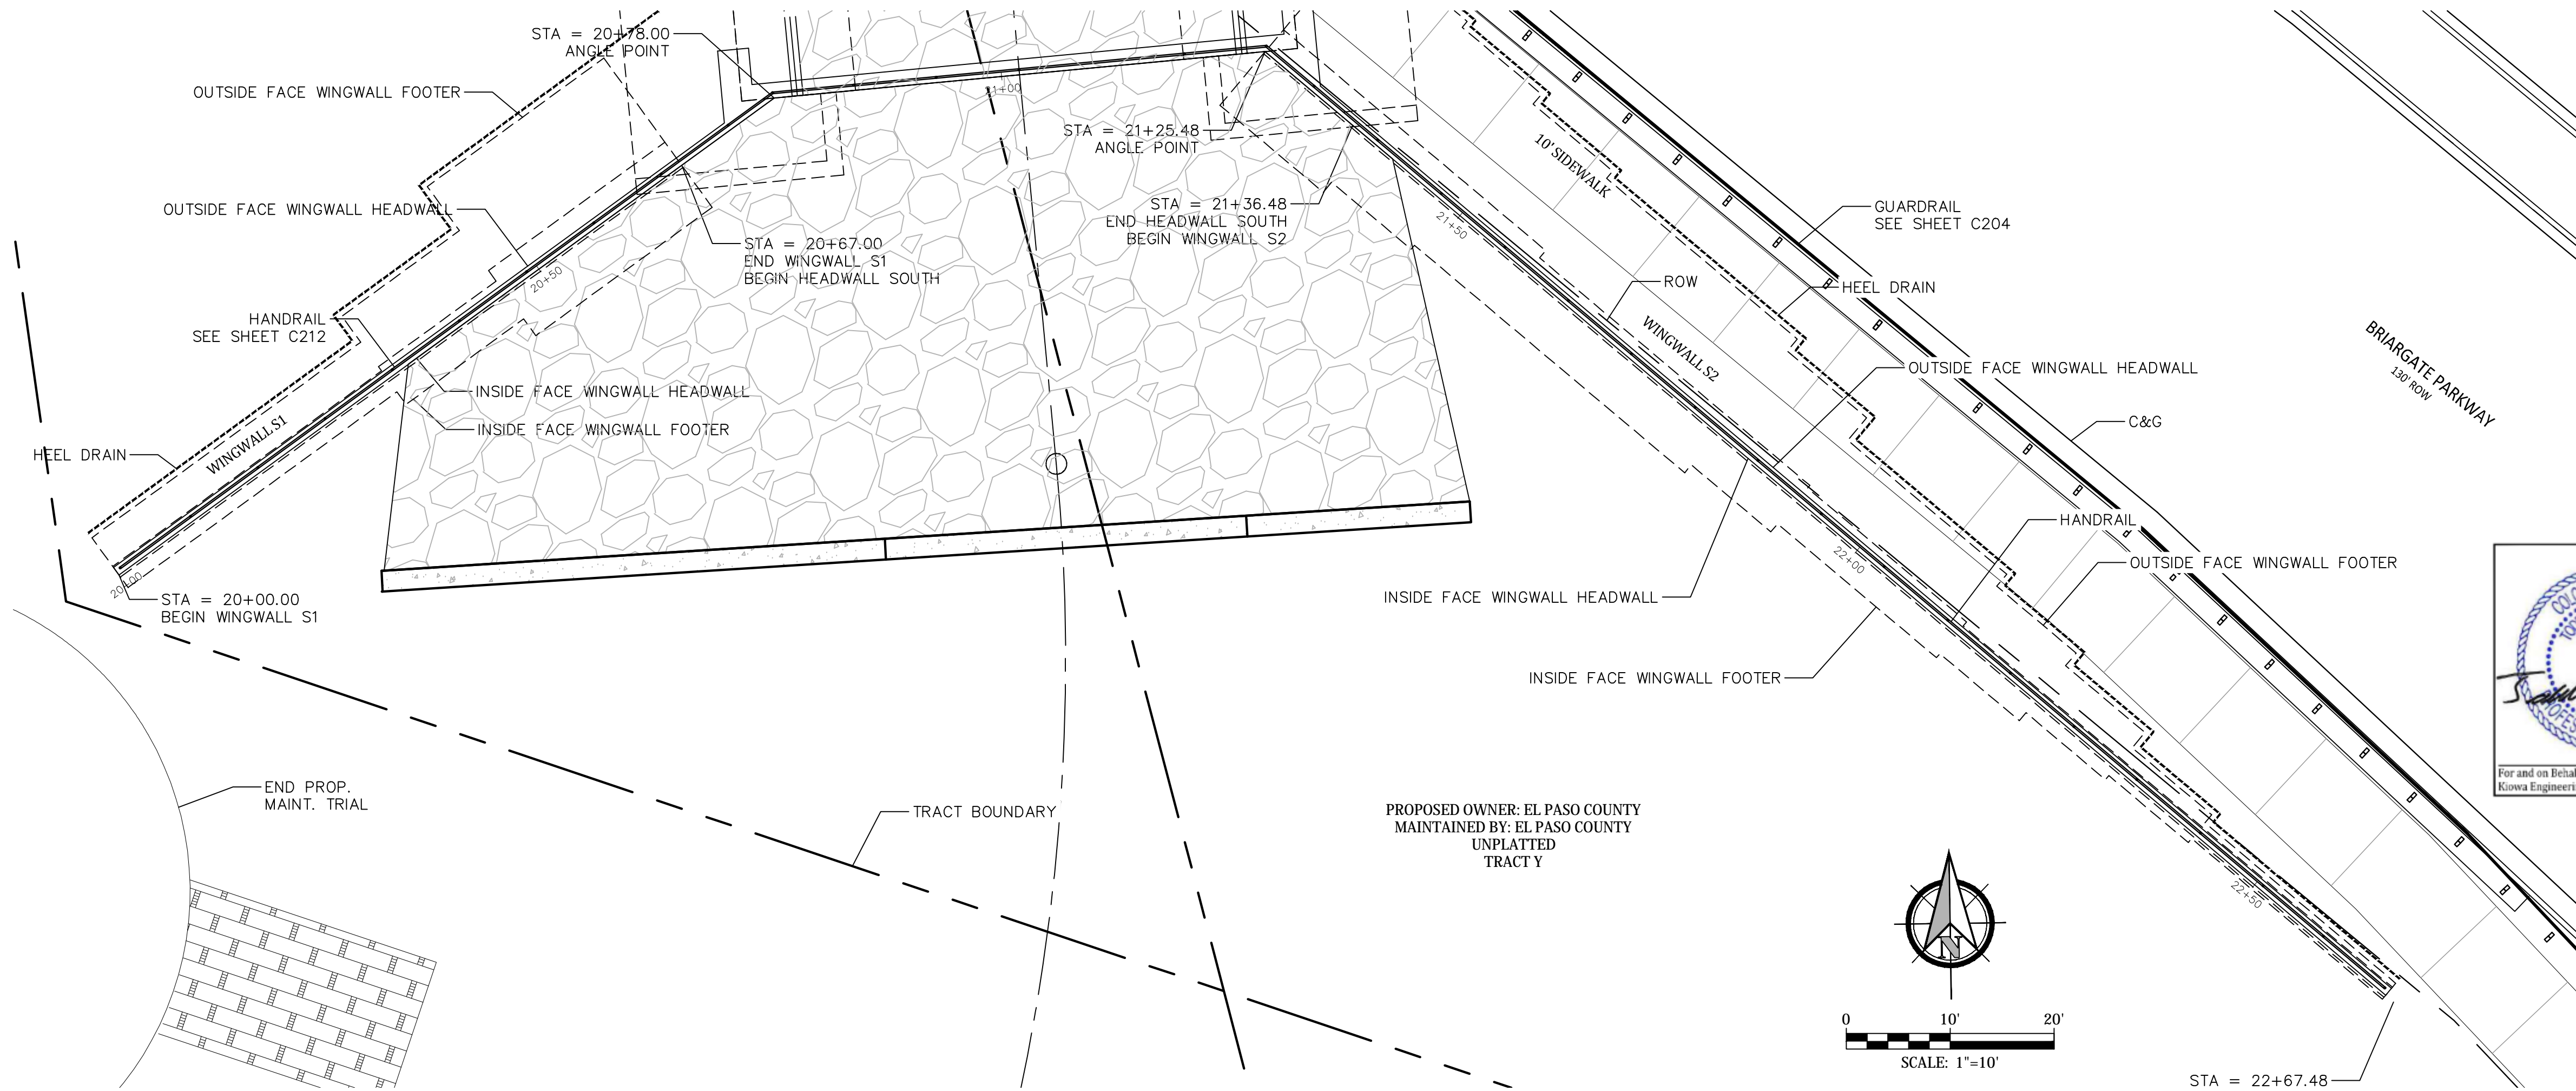 STA = 20+78.00
ANGLE POINT
OUTSIDE FACE WINGWALL FOOTER
OUTSIDE FACE WINGWALL HEADWALL
HANDRAIL
SEE SHEET C212
HEEL DRAIN
WINGWALL S1
20+00
STA = 20+00.00
BEGIN WINGWALL S1
20+50
INSIDE FACE WINGWALL HEADWALL
INSIDE FACE WINGWALL FOOTER
STA = 20+67.00
END WINGWALL S1
BEGIN HEADWALL SOUTH
21+00
STA = 21+25.48
ANGLE POINT
STA = 21+36.48
END HEADWALL SOUTH
BEGIN WINGWALL S2
21+50
10' SIDEWALK
GUARDRAIL
SEE SHEET C204
HEEL DRAIN
ROW
WINGWALL S2
OUTSIDE FACE WINGWALL HEADWALL
C&G
BRIARGATE PARKWAY
130' ROW
HANDRAIL
OUTSIDE FACE WINGWALL FOOTER
22+00
INSIDE FACE WINGWALL HEADWALL
INSIDE FACE WINGWALL FOOTER
END PROP.
MAINT. TRIAL
TRACT BOUNDARY
PROPOSED OWNER: EL PASO COUNTY
MAINTAINED BY: EL PASO COUNTY
UNPLATTED
TRACT Y
22+50
N
0 10' 20'
SCALE: 1"=10'
STA = 22+67.48
For and on Behal
Kiowa Engineeri